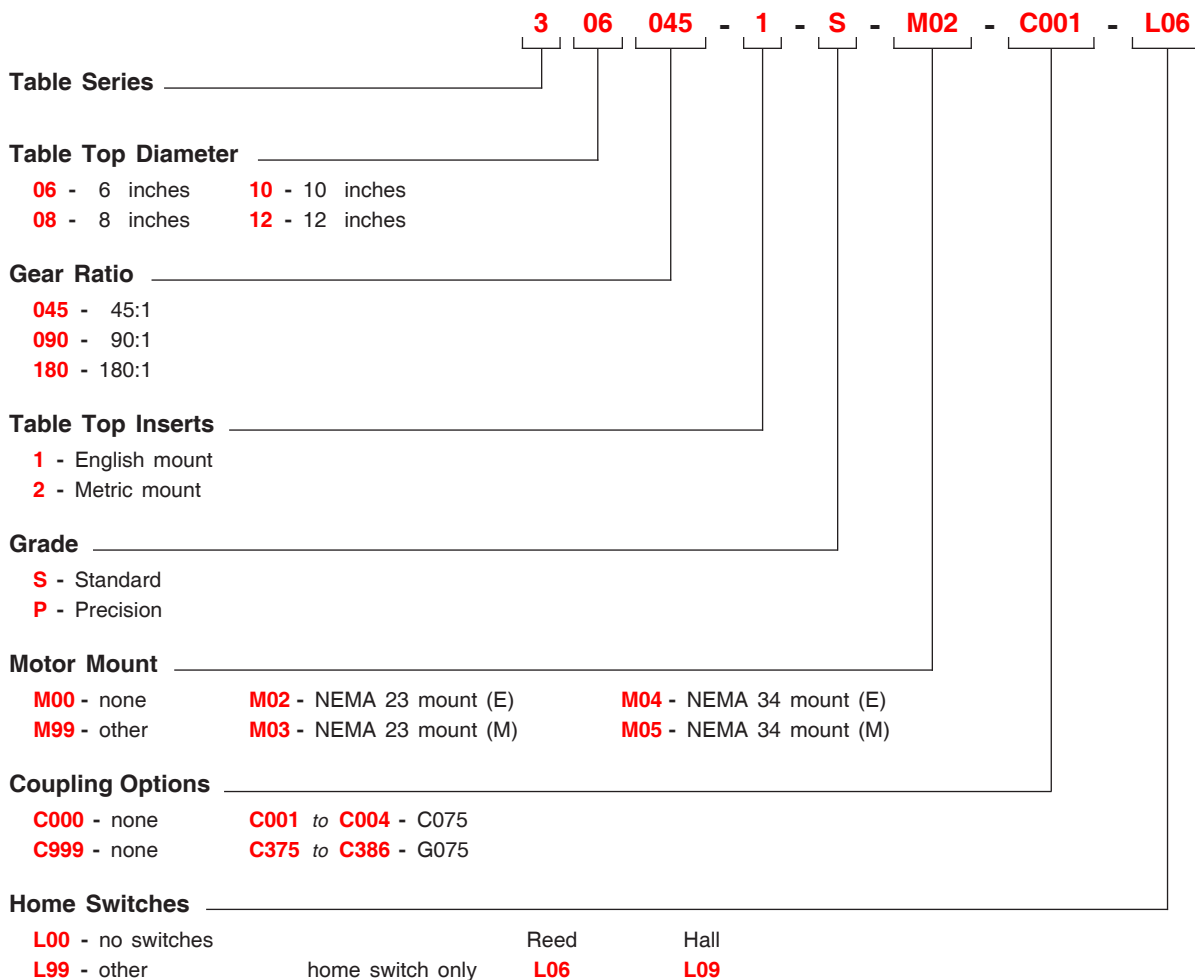 3 06 045 - 1 - S - M02 - C001 - L06
Table Series
Table Top Diameter
06 - 6 inches 10 - 10 inches
08 - 8 inches 12 - 12 inches
Gear Ratio
045 - 45:1
090 - 90:1
180 - 180:1
Table Top Inserts
1 - English mount
2 - Metric mount
Grade
S - Standard
P - Precision
Motor Mount
M00 - none M02 - NEMA 23 mount (E) M04 - NEMA 34 mount (E)
M99 - other M03 - NEMA 23 mount (M) M05 - NEMA 34 mount (M)
Coupling Options
C000 - none C001 to C004 - C075
C999 - none C375 to C386 - G075
Home Switches
L00 - no switches Reed Hall
L99 - other home switch only L06 L09